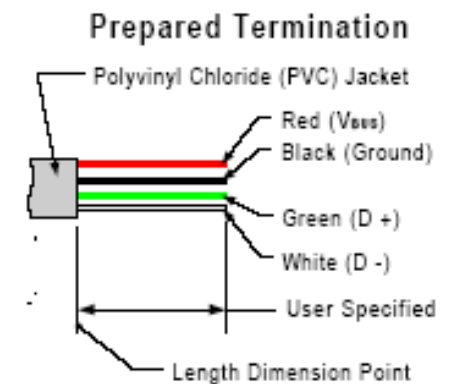 Prepared Termination
Polyvinyl Chloride (PVC) Jacket
Red (VBUS)
Black (Ground)
Green (D +)
White (D -)
User Specified
Length Dimension Point